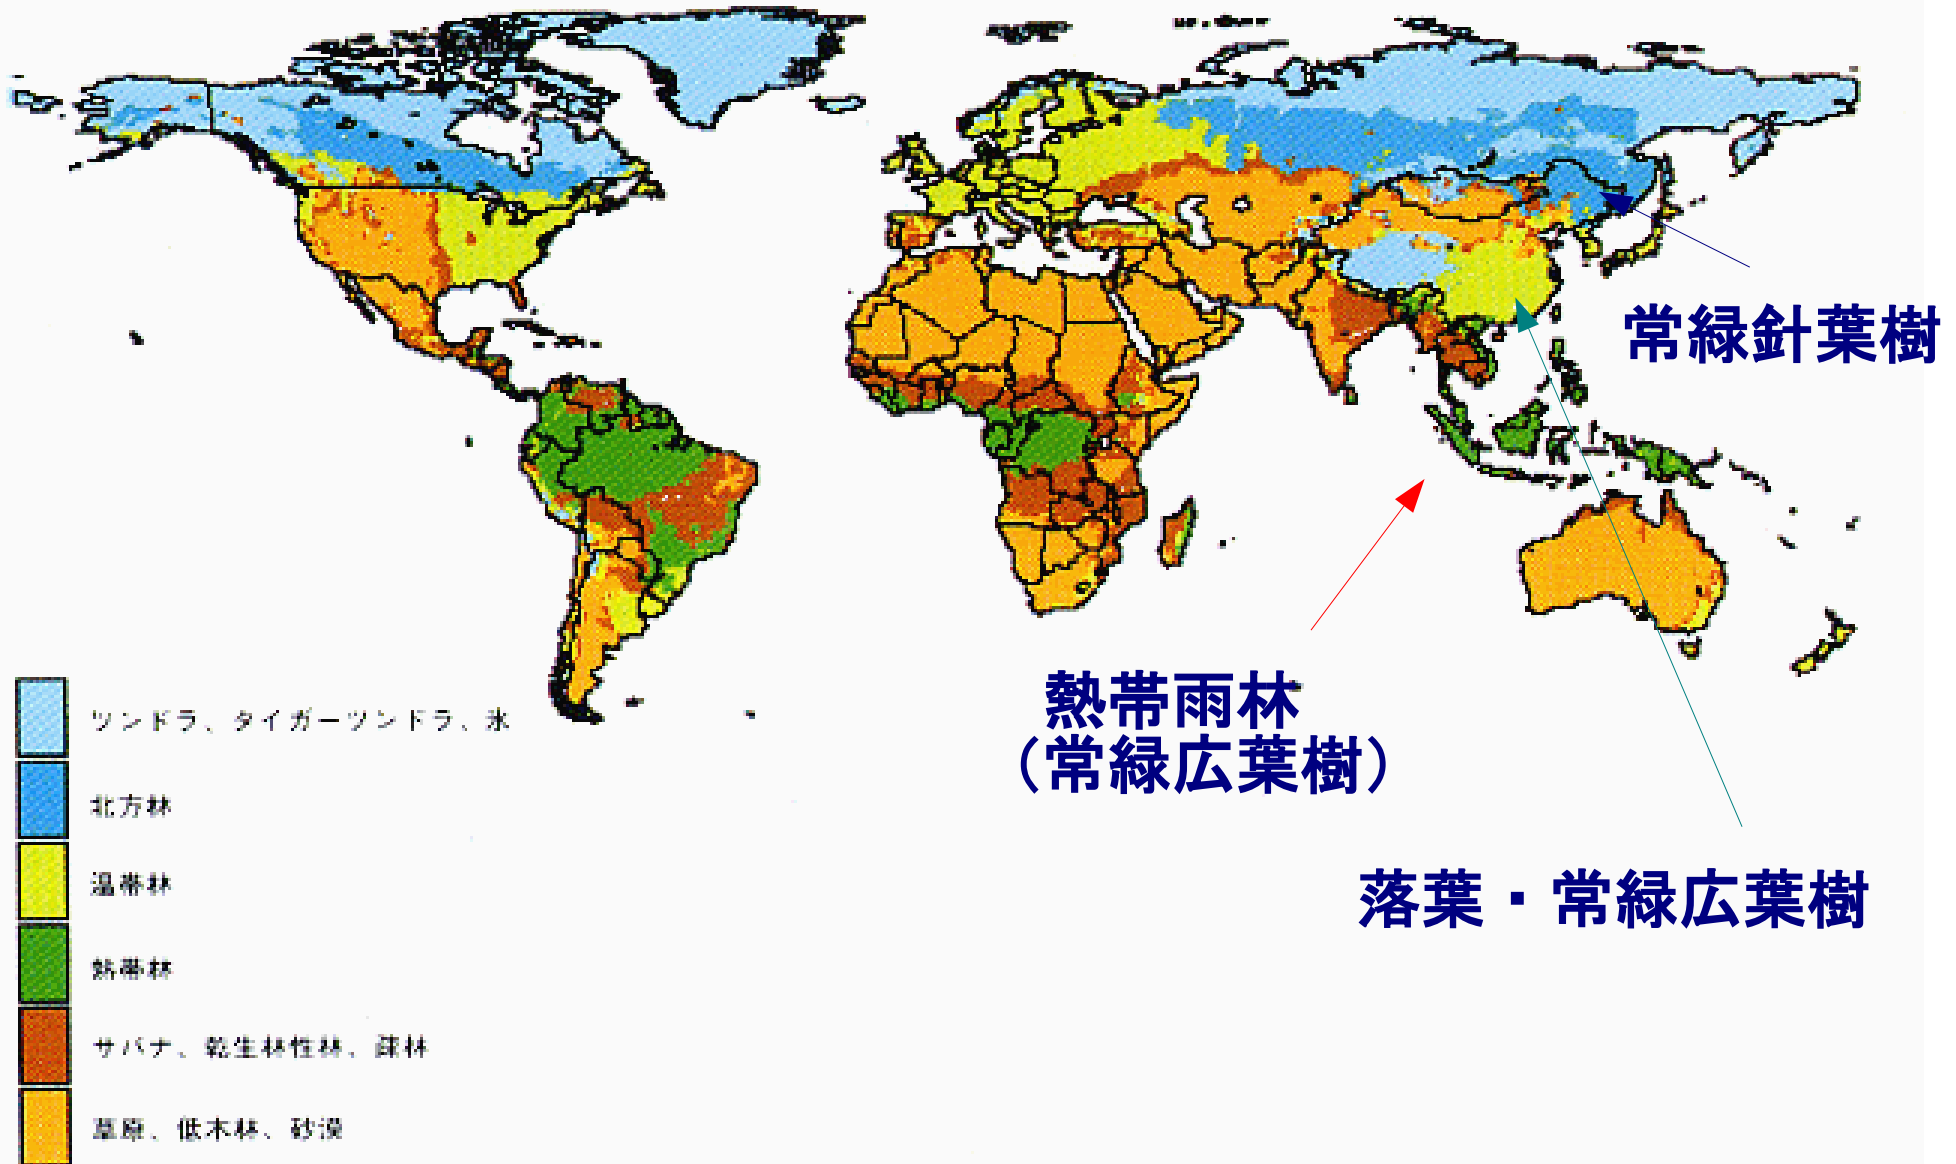 常緑針葉樹
熱帯雨林
（常緑広葉樹）
落葉・常緑広葉樹
ツンドラ、タイガーツンドラ、氷
北方林
温帯林
熱帯林
サバナ、乾生林性林、疎林
草原、低木林、砂漠